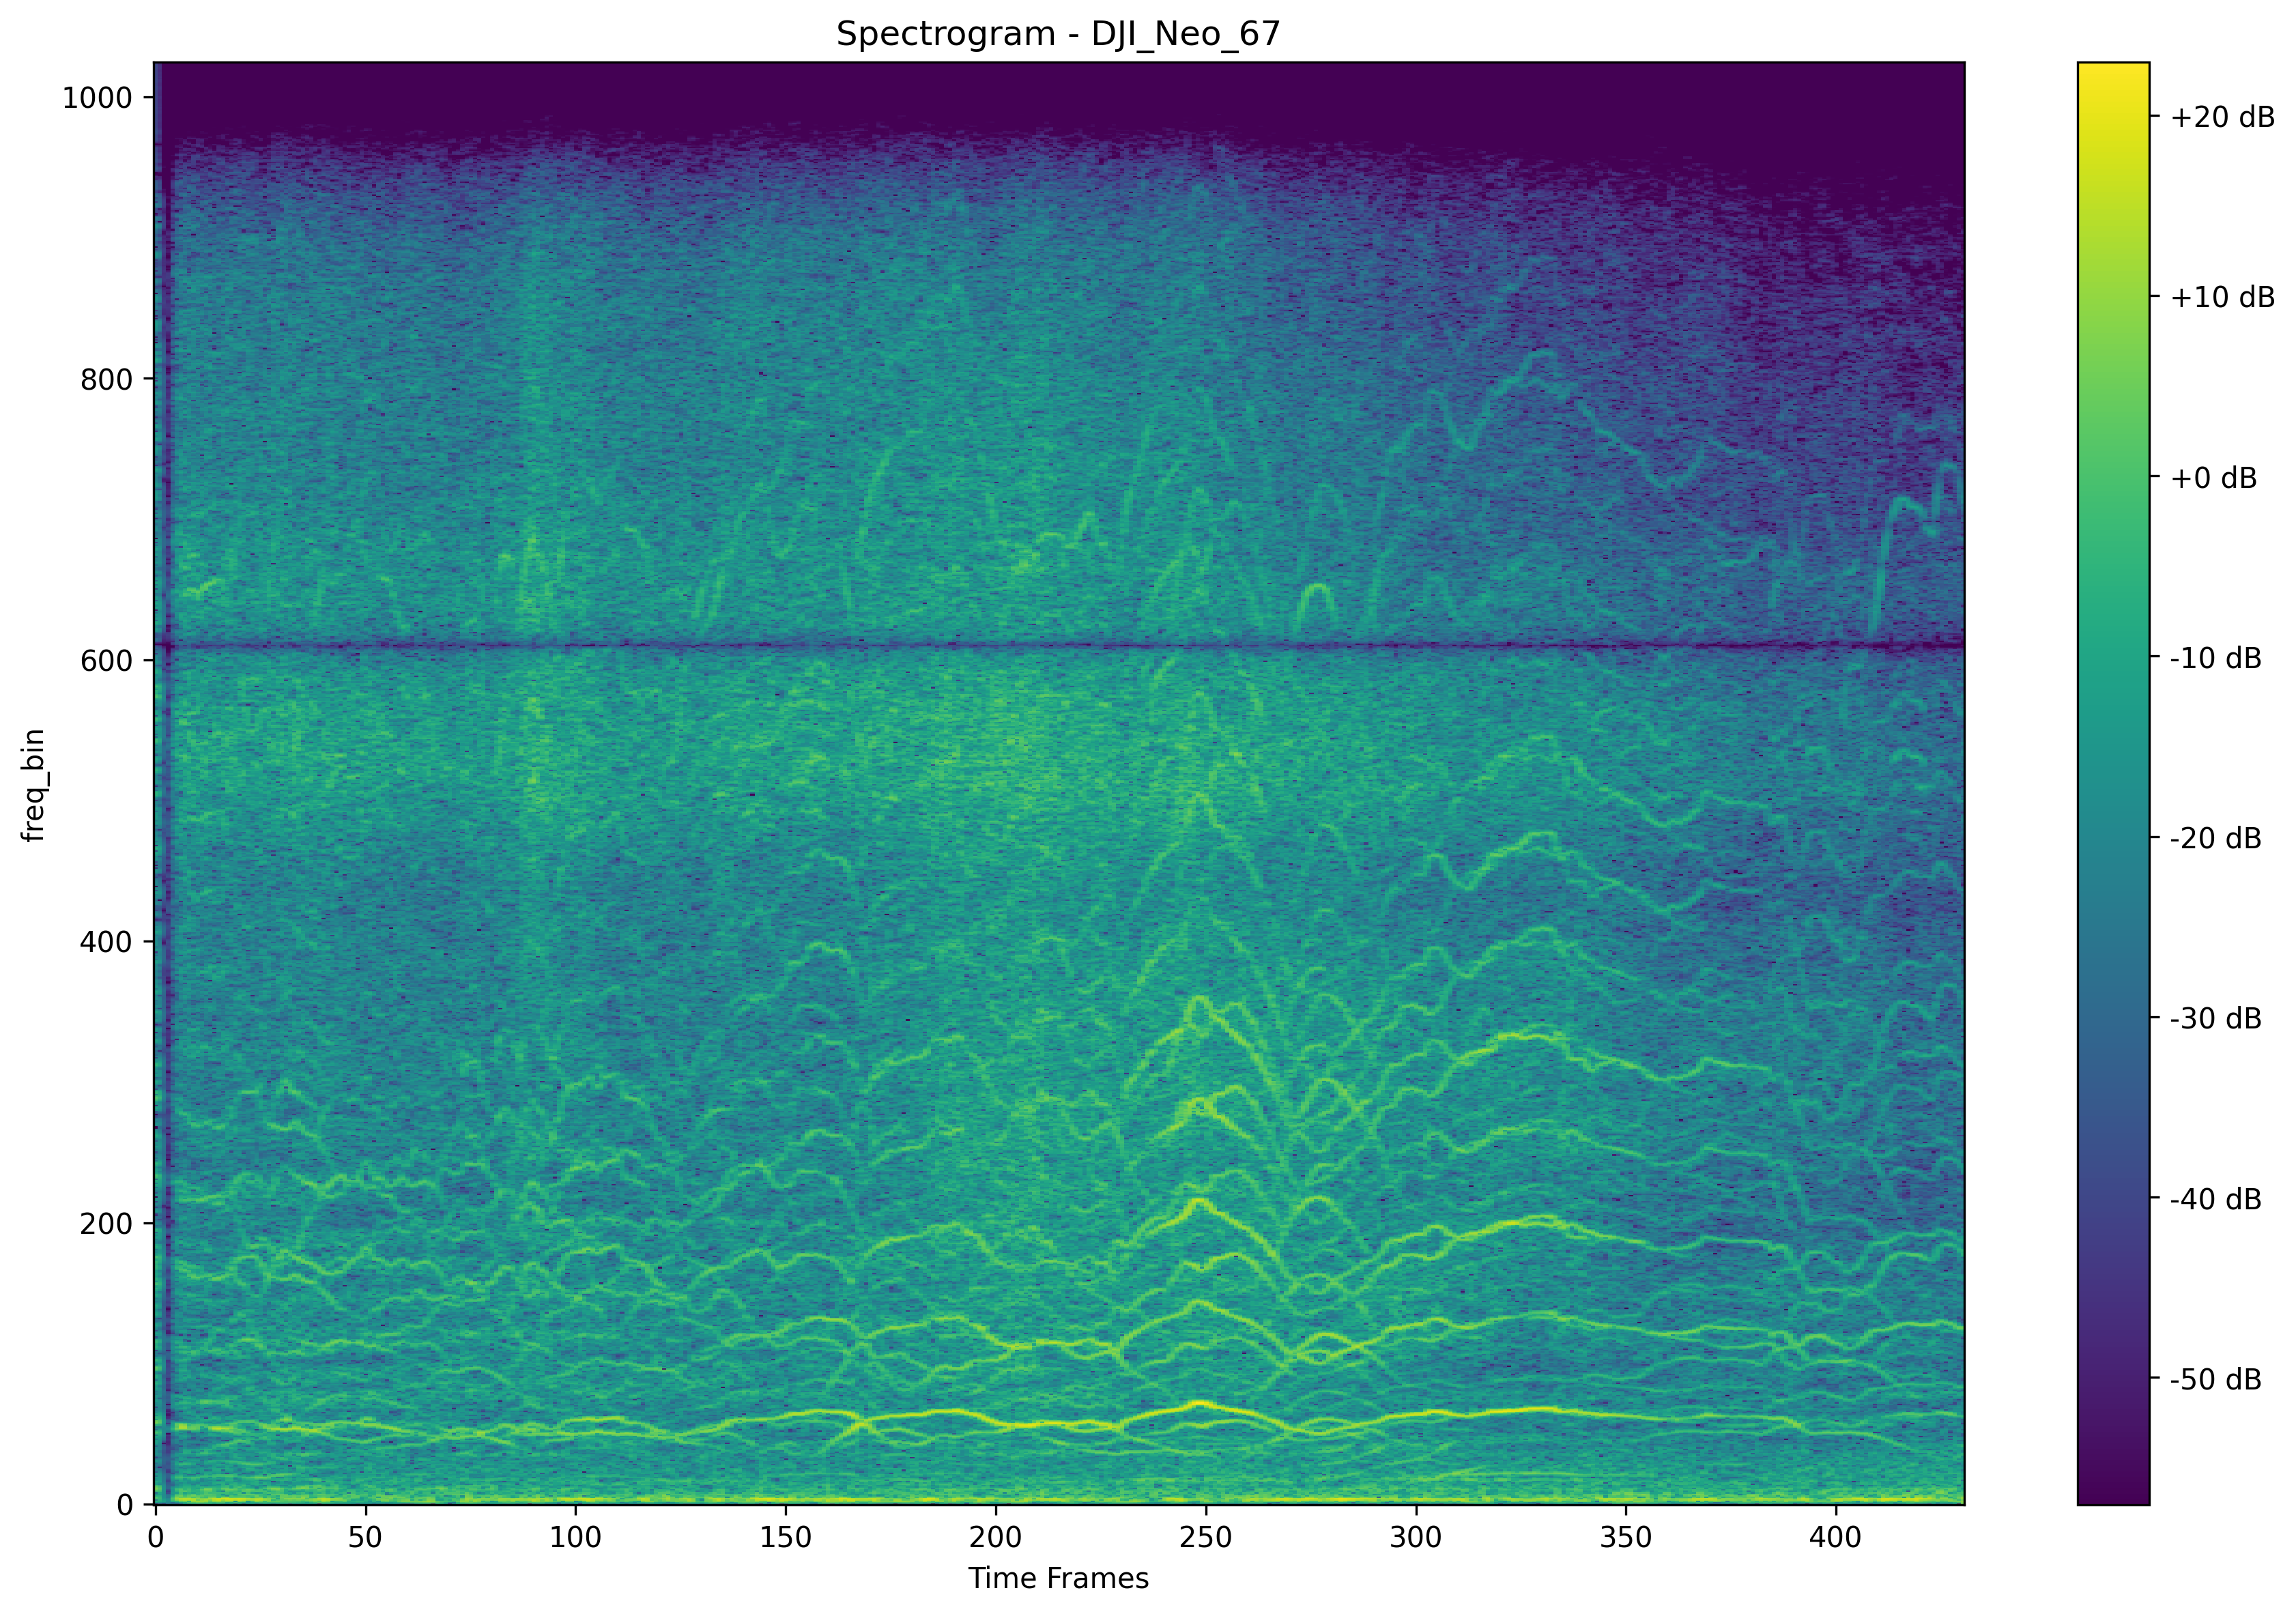 Spectrogram - DJI_Neo_67
freq_bin
1000
800
600
400
200
0
0 50 100 150 200 250 300 350 400
Time Frames
+20 dB
+10 dB
+0 dB
-10 dB
-20 dB
-30 dB
-40 dB
-50 dB